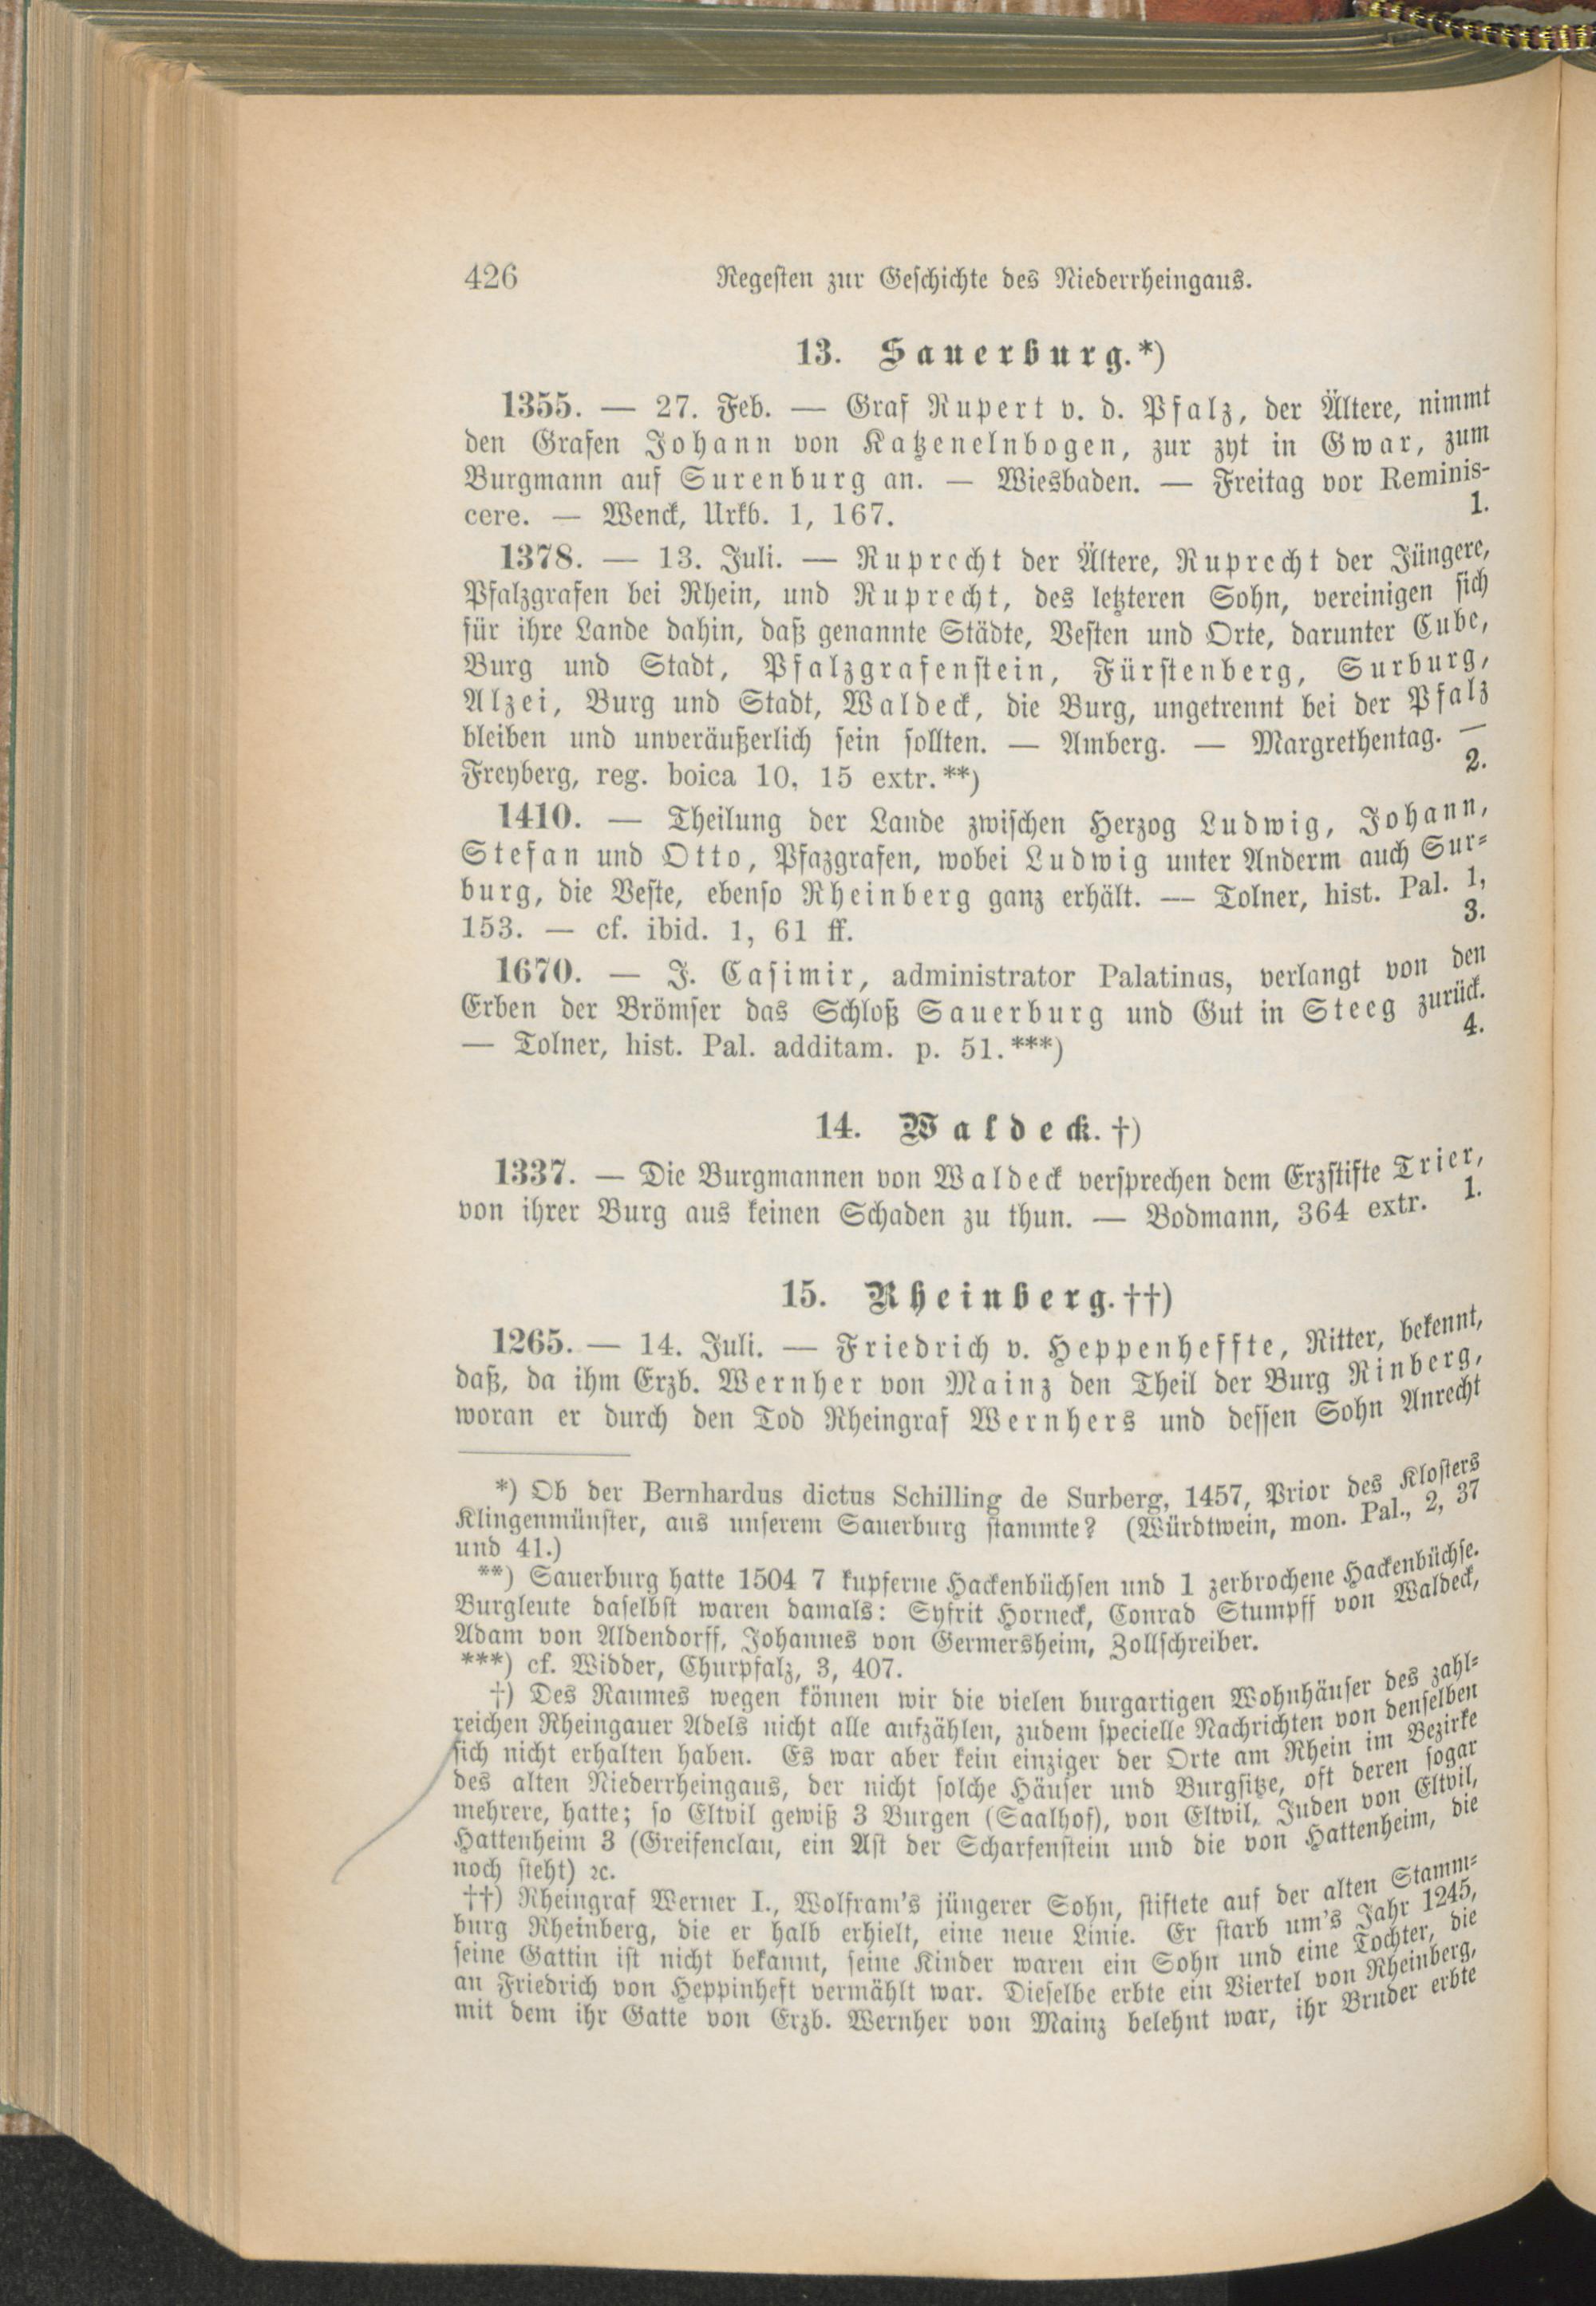 426 Regesten zur Geschichte des Niederrheingaus.
13. Sauerburg.*)
1355. — 27. Feb. — Graf Rupert v. d. Pfalz, der Ältere, nimmt
den Grafen Johann von Katzenelnbogen, zur zyt in Gwar, zum
Burgmann auf Surenburg an. — Wiesbaden. — Freitag vor Reminis-
cere. — Wenck, Urkb. 1, 167. 1.
1378. — 13. Juli. — Ruprecht der Ältere, Ruprecht der Jüngere,
Pfalzgrafen bei Rhein, und Ruprecht, des letzteren Sohn, vereinigen sich
für ihre Lande dahin, daß genannte Städte, Vesten und Orte, darunter Cube,
Burg und Stadt, Pfalzgrafenstein, Fürstenberg, Surburg,
Alzei, Burg und Stadt, Waldeck, die Burg, ungetrennt bei der Pfalz
bleiben und unveräußerlich sein sollten. — Amberg. — Margrethentag. —
Freyberg, reg. boica 10, 15 extr.**) 2.
1410. — Theilung der Lande zwischen Herzog Ludwig, Johann,
Stefan und Otto, Pfazgrafen, wobei Ludwig unter Anderm auch Sur-
burg, die Veste, ebenso Rheinberg ganz erhält. — Tolner, hist. Pal. 1,
153. — cf. ibid. 1, 61 ff. 3.
1670. — J. Casimir, administrator Palatinus, verlangt von den
Erben der Brömser das Schloß Sauerburg und Gut in Steeg zurück.
— Tolner, hist. Pal. additam. p. 51.***) 4.
14. Waldeck.†)
1337. — Die Burgmannen von Waldeck versprechen dem Erzstifte Trier,
von ihrer Burg aus keinen Schaden zu thun. — Bodmann, 364 extr. 1.
15. Rheinberg.††)
1265. — 14. Juli. — Friedrich v. Heppenheffte, Ritter, bekennt,
daß, da ihm Erzb. Wernher von Mainz den Theil der Burg Rinberg,
woran er durch den Tod Rheingraf Wernhers und dessen Sohn Anrecht
*) Ob der Bernhardus dictus Schilling de Surberg, 1457, Prior des Klosters
Klingenmünster, aus unserem Sauerburg stammte? (Würdtwein, mon. Pal., 2, 37
und 41.)
**) Sauerburg hatte 1504 7 kupferne Hackenbüchsen und 1 zerbrochene Hackenbüchse.
Burgleute daselbst waren damals: Syfrit Horneck, Conrad Stumpff von Waldeck,
Adam von Aldendorff, Johannes von Germersheim, Zollschreiber.
***) cf. Widder, Churpfalz, 3, 407.
†) Des Raumes wegen können wir die vielen burgartigen Wohnhäuser des zahl-
reichen Rheingauer Adels nicht alle aufzählen, zudem specielle Nachrichten von denselben
sich nicht erhalten haben. Es war aber kein einziger der Orte am Rhein im Bezirke
des alten Niederrheingaus, der nicht solche Häuser und Burgsitze, oft deren sogar
mehrere, hatte; so Eltvil gewiß 3 Burgen (Saalhof), von Eltvil, Juden von Eltvil,
Hattenheim 3 (Greifenclau, ein Ast der Scharfenstein und die von Hattenheim, die
noch steht) ꝛc.
††) Rheingraf Werner I., Wolfram's jüngerer Sohn, stiftete auf der alten Stamm-
burg Rheinberg, die er halb erhielt, eine neue Linie. Er starb um's Jahr 1245,
seine Gattin ist nicht bekannt, seine Kinder waren ein Sohn und eine Tochter, die
an Friedrich von Heppinheft vermählt war. Dieselbe erbte ein Viertel von Rheinberg,
mit dem ihr Gatte von Erzb. Wernher von Mainz belehnt war, ihr Bruder erbte